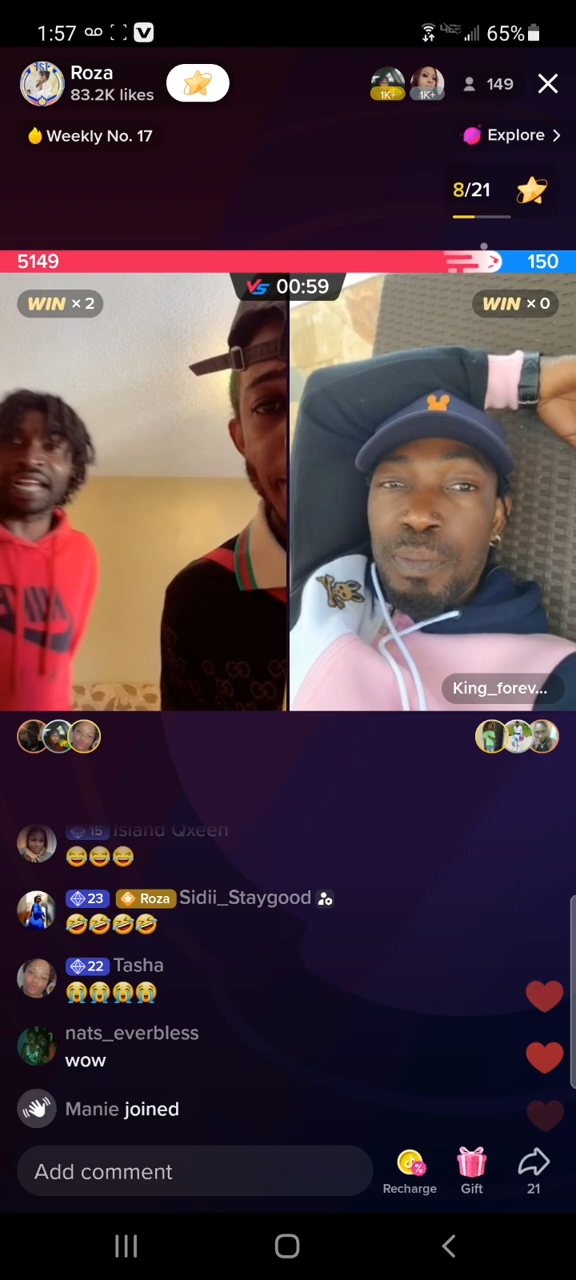 1:57
65%
Roza
83.2K likes
1K+
1K+
149
Weekly No. 17
Explore >
8/21
5149
150
WIN × 2
VS 00:59
WIN × 0
King_forev...
15 Island Qxeen
😂😂😂
23 Roza Sidii_Staygood
🤣🤣🤣🤣
22 Tasha
😭😭😭😭
nats_everbless
wow
Manie joined
Add comment
Recharge
Gift
21